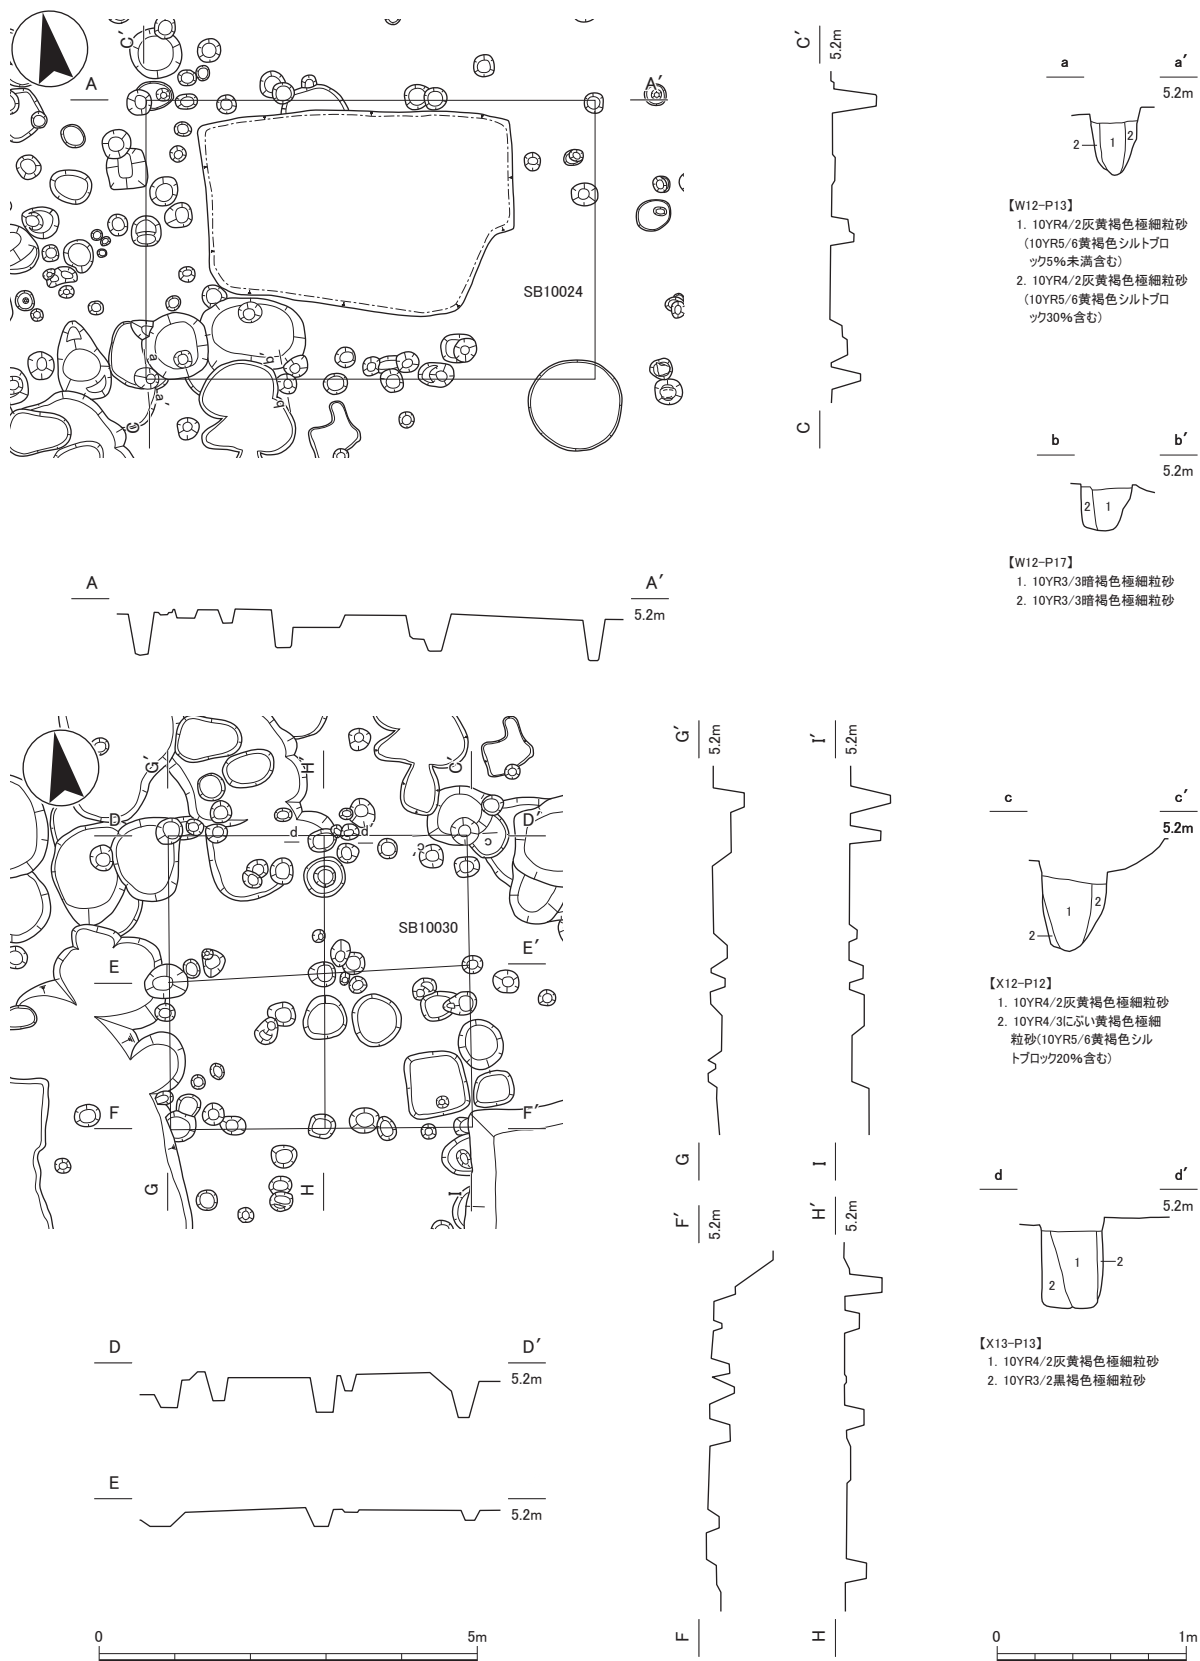 C′
A
A′
SB10024
a
a′
b
b′
C
C′
5.2m
C
a
a′
5.2m
2
1
2
【W12-P13】
1. 10YR4/2灰黄褐色極細粒砂
(10YR5/6黄褐色シルトブロ
ック5%未満含む)
2. 10YR4/2灰黄褐色極細粒砂
(10YR5/6黄褐色シルトブロ
ック30%含む)
b
b′
5.2m
2
1
【W12-P17】
1. 10YR3/3暗褐色極細粒砂
2. 10YR3/3暗褐色極細粒砂
A
A′
5.2m
G′
H′
D
d
d′
D′
c
c′
SB10030
E
E′
F
F′
G
H
I
G′
5.2m
G
I′
5.2m
I
c
c′
5.2m
1
2
2
【X12-P12】
1. 10YR4/2灰黄褐色極細粒砂
2. 10YR4/3にぶい黄褐色極細
粒砂(10YR5/6黄褐色シル
トブロック20%含む)
F′
5.2m
F
H′
5.2m
H
d
d′
5.2m
1
2
2
【X13-P13】
1. 10YR4/2灰黄褐色極細粒砂
2. 10YR3/2黒褐色極細粒砂
D
D′
5.2m
E
5.2m
0
5m
0
1m